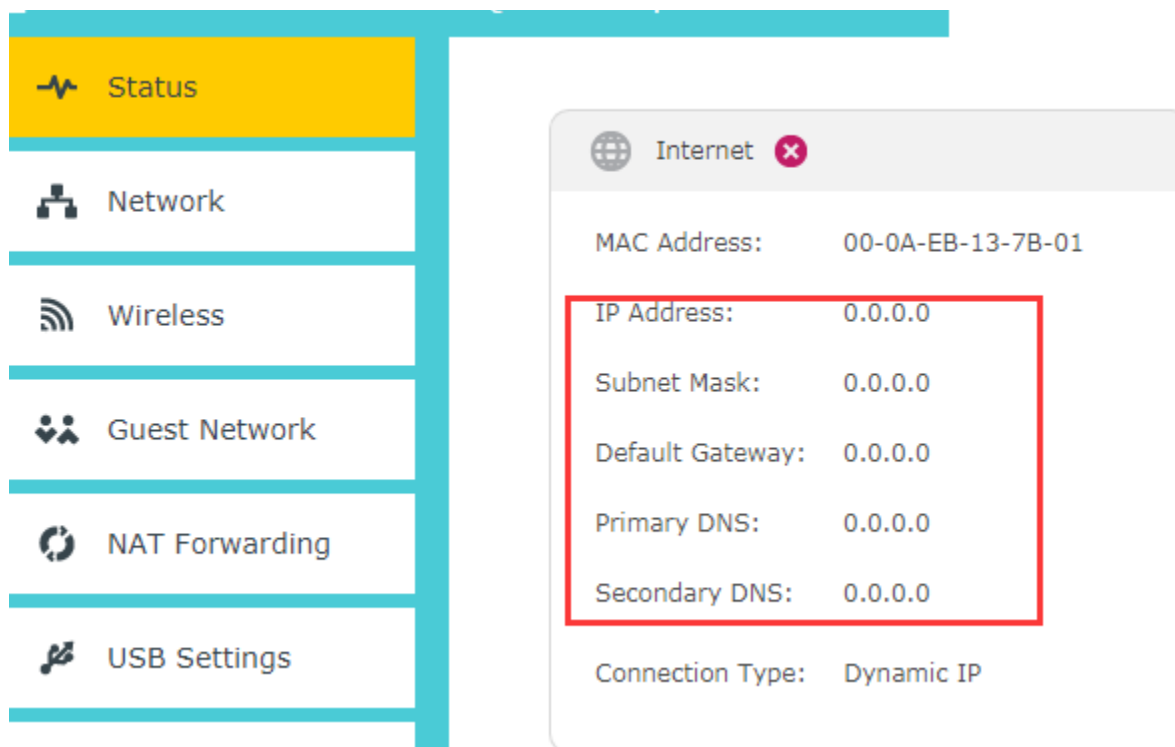 Status
Network
Wireless
Guest Network
NAT Forwarding
USB Settings
Internet
MAC Address: 00-0A-EB-13-7B-01
IP Address: 0.0.0.0
Subnet Mask: 0.0.0.0
Default Gateway: 0.0.0.0
Primary DNS: 0.0.0.0
Secondary DNS: 0.0.0.0
Connection Type: Dynamic IP